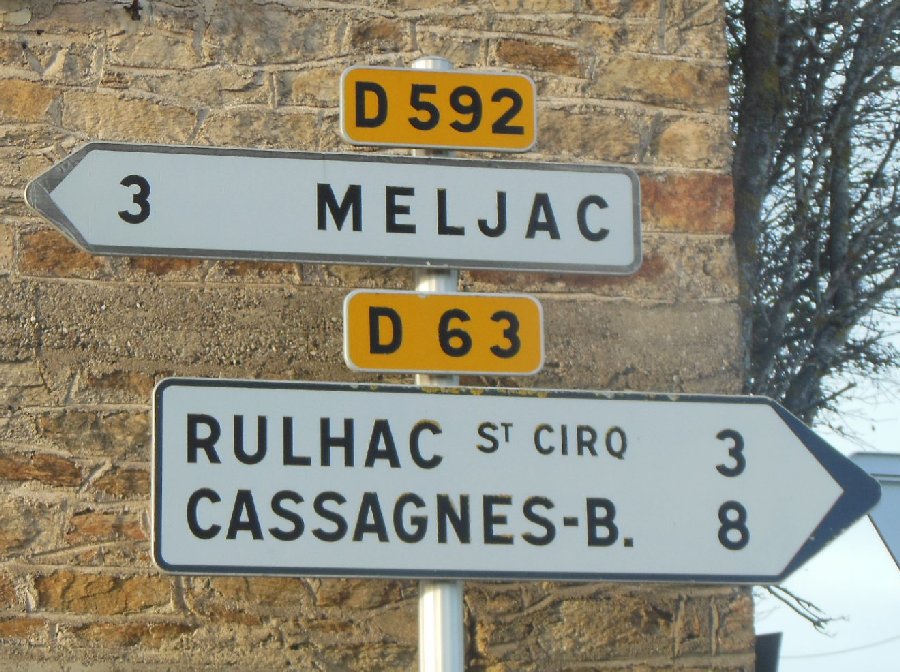 D 592
3 MELJAC
D 63
RULHAC ST CIRQ 3
CASSAGNES-B. 8